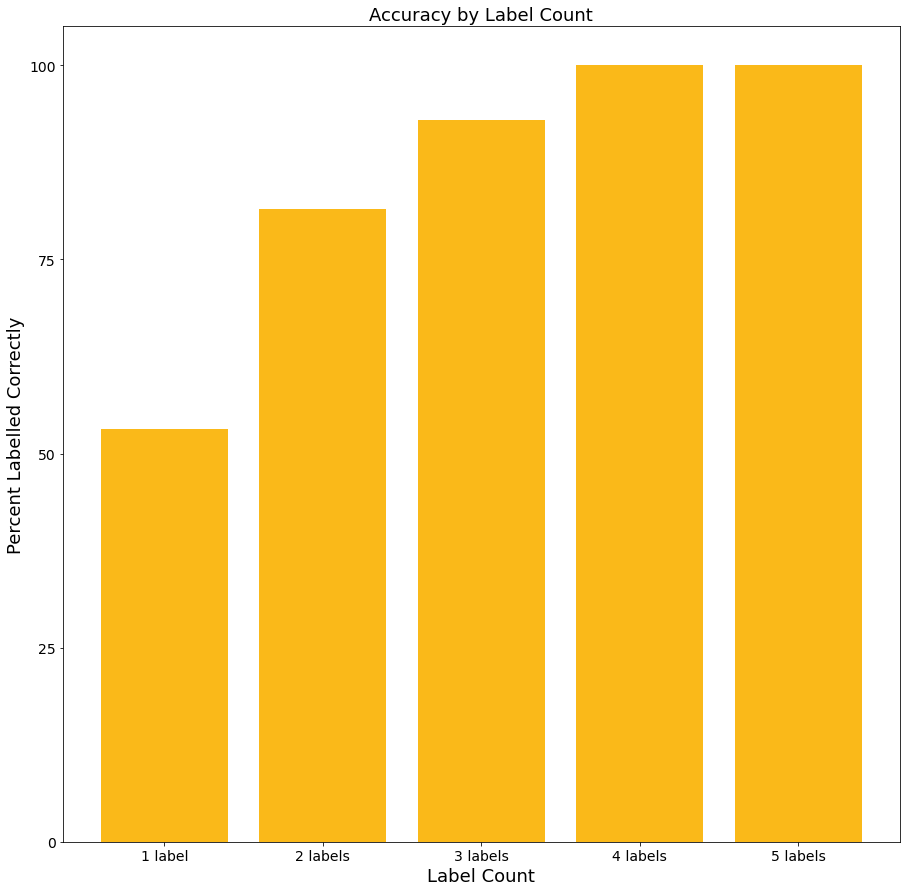 Accuracy by Label Count
100
75
50
25
0
Percent Labelled Correctly
1 label
2 labels
3 labels
4 labels
5 labels
Label Count